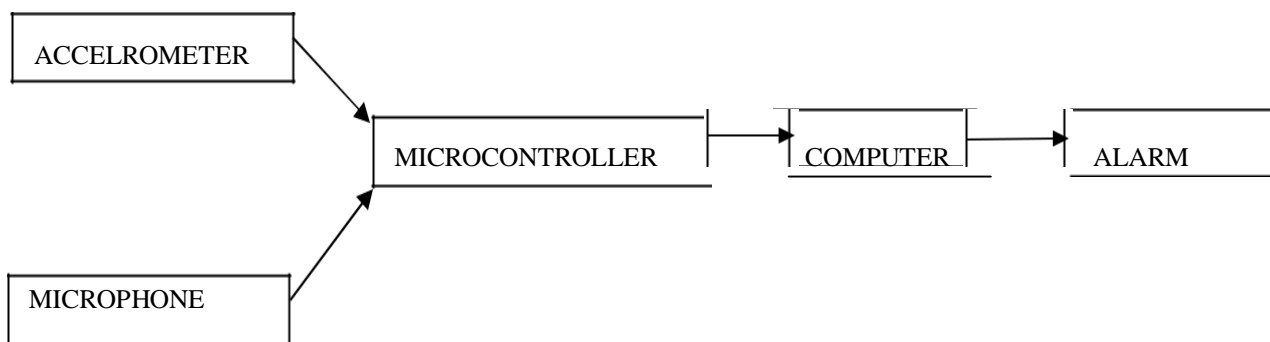 ACCELROMETER
MICROCONTROLLER
COMPUTER
ALARM
MICROPHONE